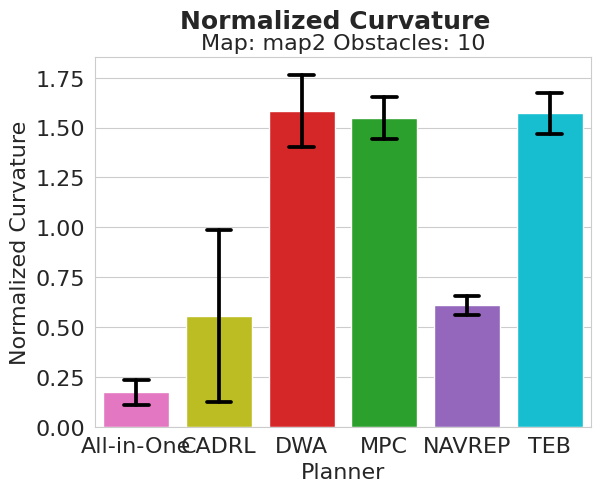 Normalized Curvature
Map: map2 Obstacles: 10
Normalized Curvature
1.75
1.50
1.25
1.00
0.75
0.50
0.25
0.00
All-in-One CADRL DWA MPC NAVREP TEB
Planner